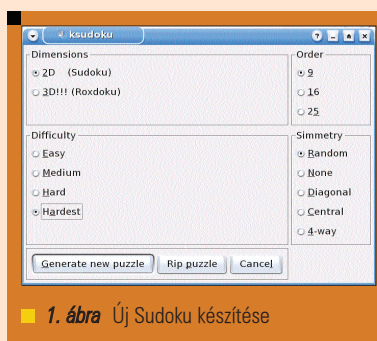 ksudoku
Dimensions
2D (Sudoku)
3D!!! (Roxdoku)
Order
9
16
25
Difficulty
Easy
Medium
Hard
Hardest
Simmetry
Random
None
Diagonal
Central
4-way
Generate new puzzle
Rip puzzle
Cancel
1. ábra Új Sudoku készítése